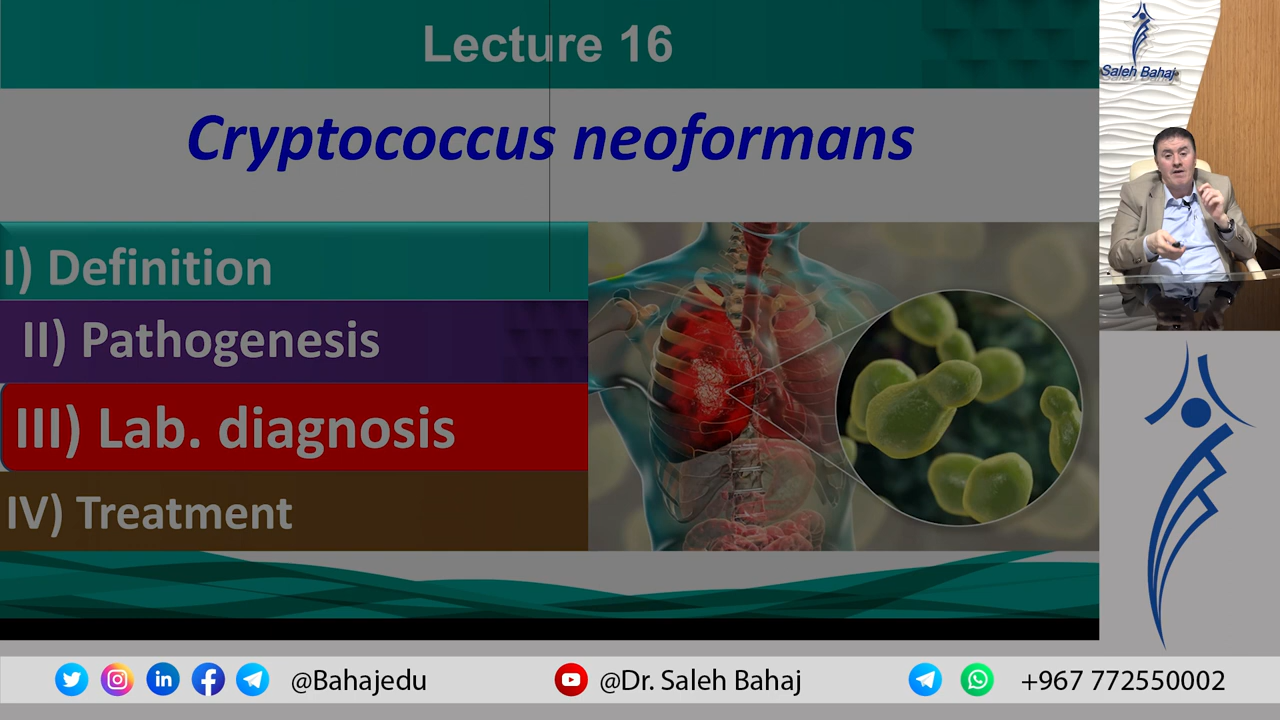 Lecture 16
Cryptococcus neoformans
I) Definition
II) Pathogenesis
III) Lab. diagnosis
IV) Treatment
Saleh Bahaj
@Bahajedu
@Dr. Saleh Bahaj
+967 772550002